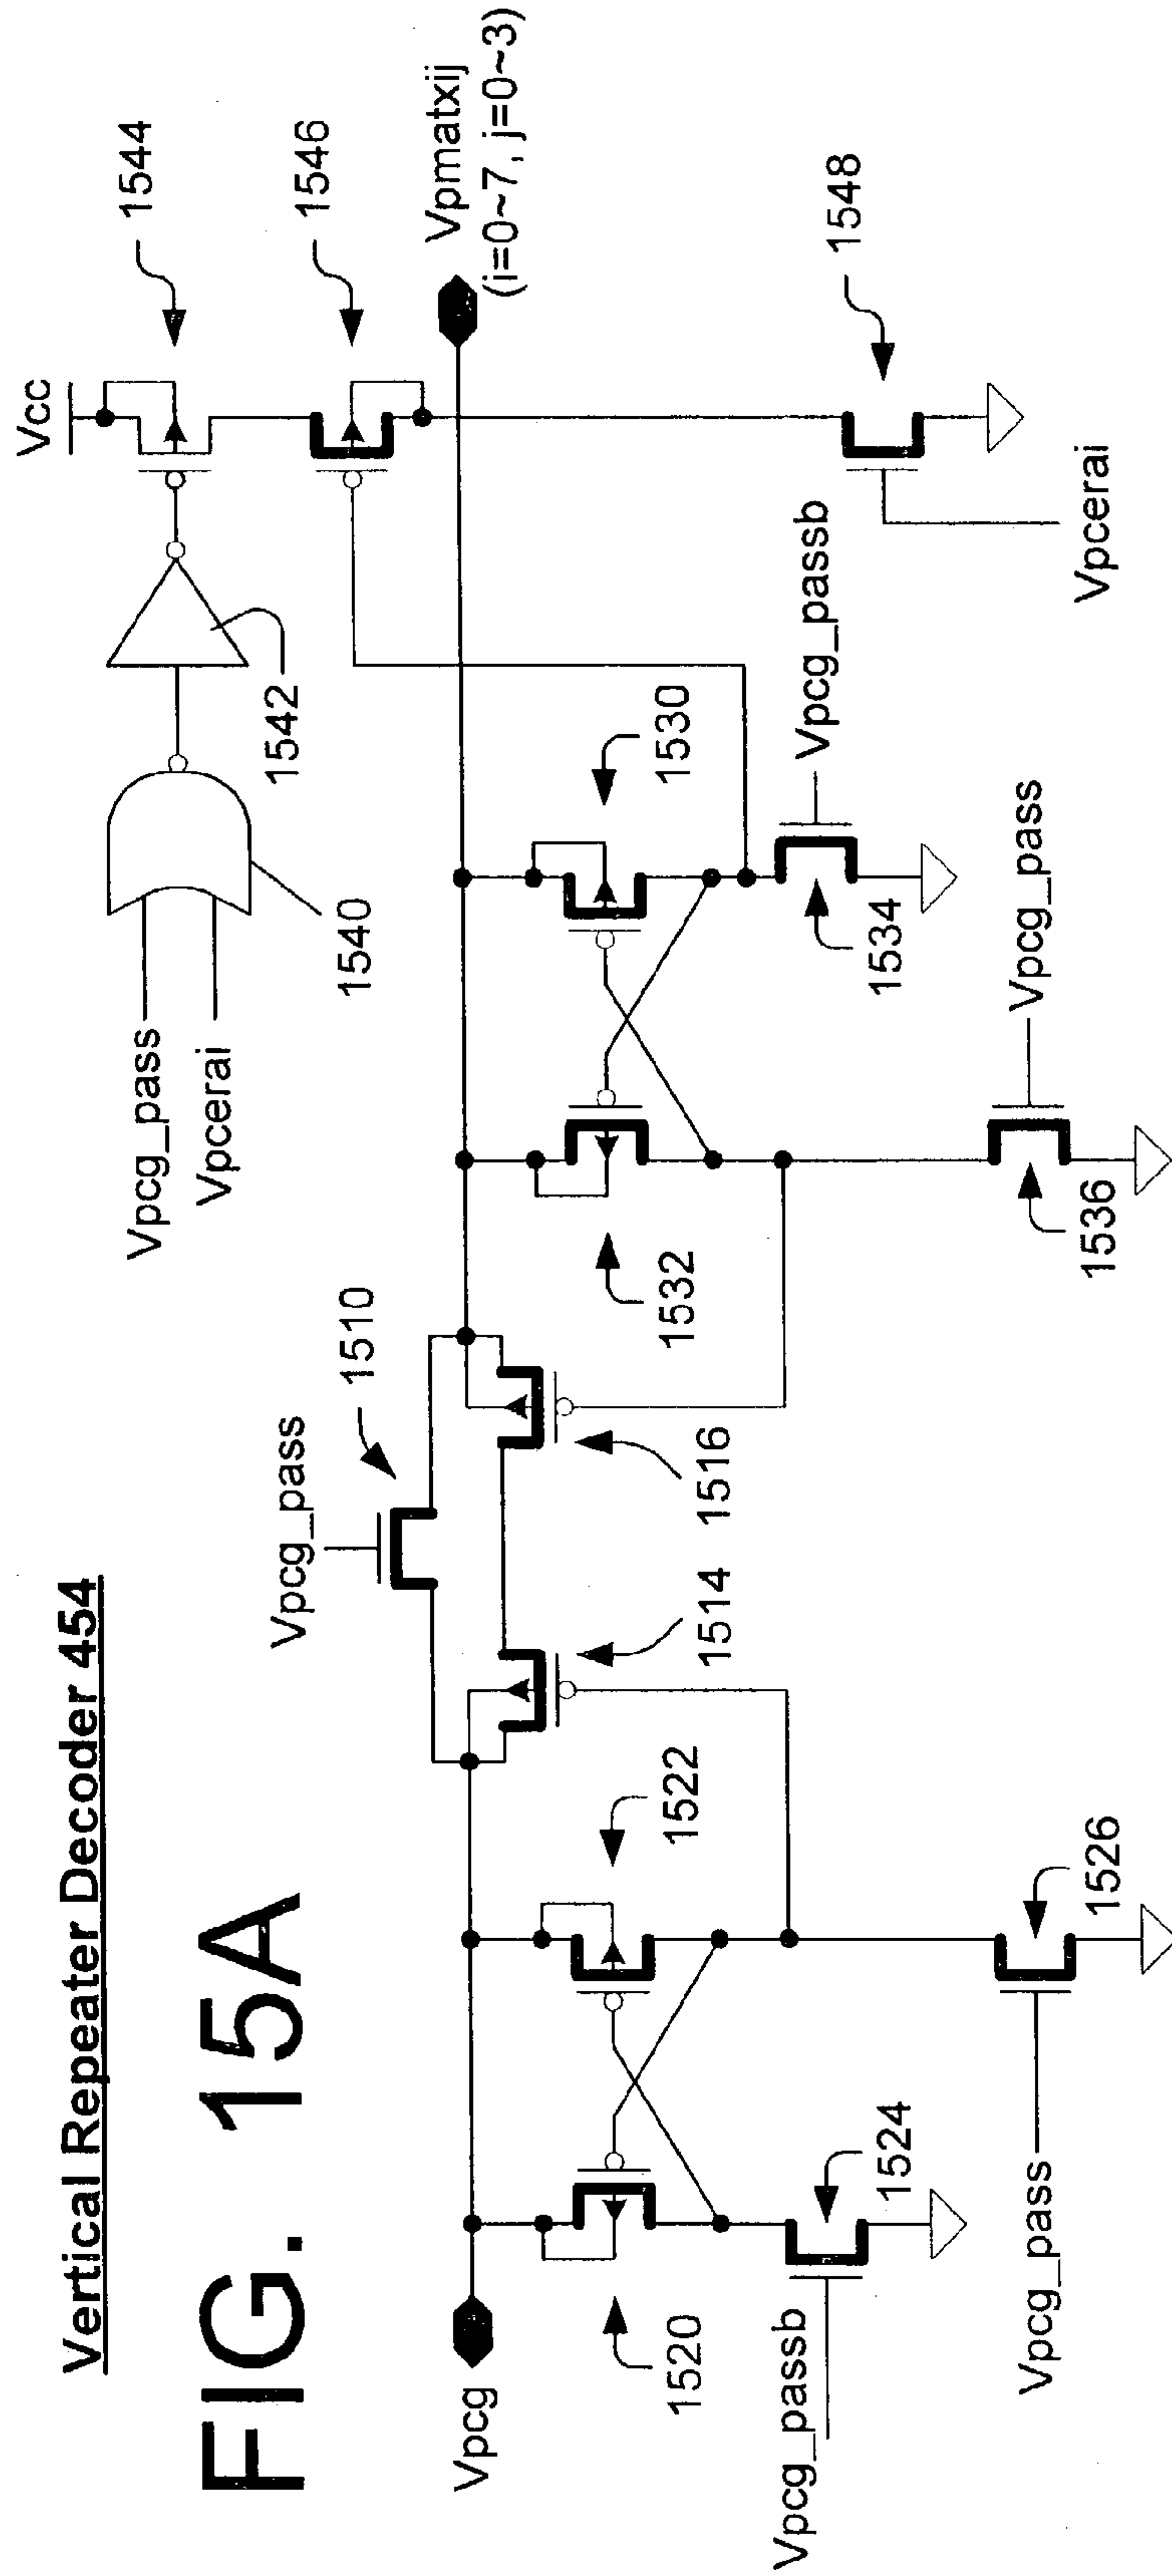 Vertical Repeater Decoder 454
FIG. 15A
Vcc
1544
1546
Vpmatxij
(i=0~7, j=0~3)
Vpcg_pass
Vpcerai
1540
1542
Vpcg_pass
1510
1514
1516
Vpcg
1520
1522
1532
1530
1548
Vpcg_passb
1524
1526
Vpcg_pass
1534
Vpcg_passb
1536
Vpcg_pass
Vpcerai